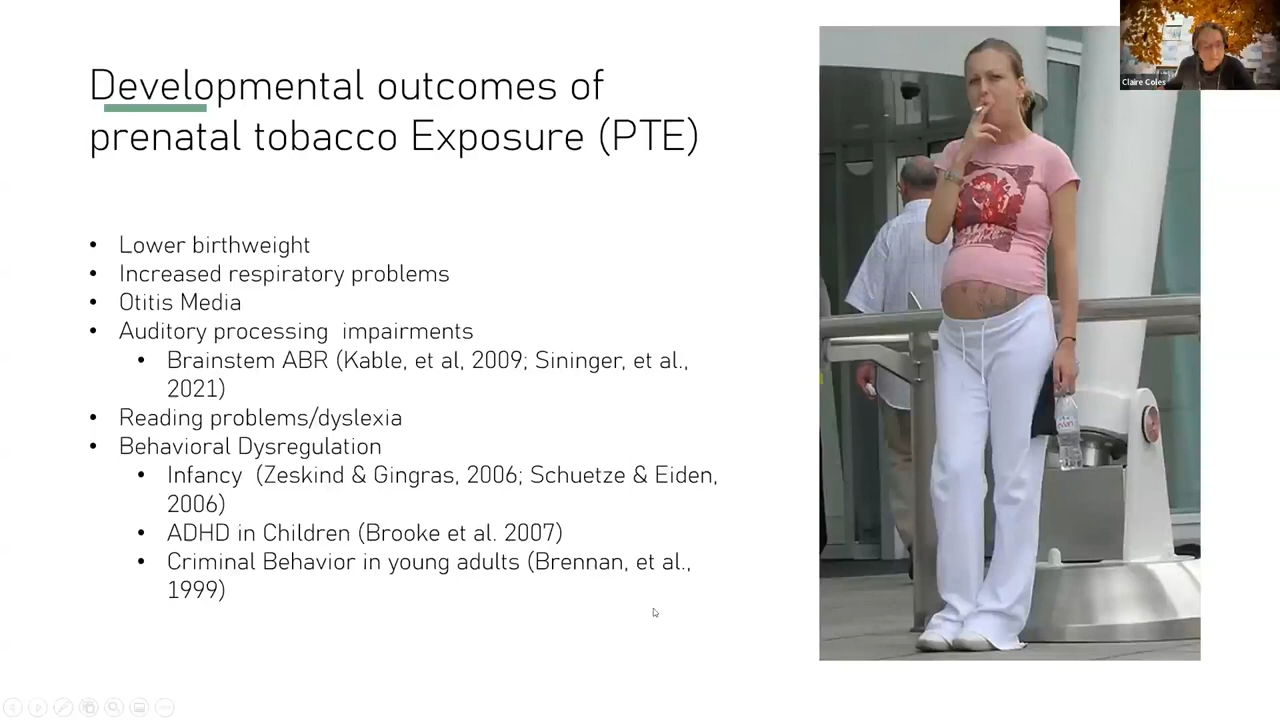 Claire Coles
Developmental outcomes of
prenatal tobacco Exposure (PTE)
• Lower birthweight
• Increased respiratory problems
• Otitis Media
• Auditory processing  impairments
• Brainstem ABR (Kable, et al, 2009; Sininger, et al.,
2021)
• Reading problems/dyslexia
• Behavioral Dysregulation
• Infancy  (Zeskind & Gingras, 2006; Schuetze & Eiden,
2006)
• ADHD in Children (Brooke et al. 2007)
• Criminal Behavior in young adults (Brennan, et al.,
1999)